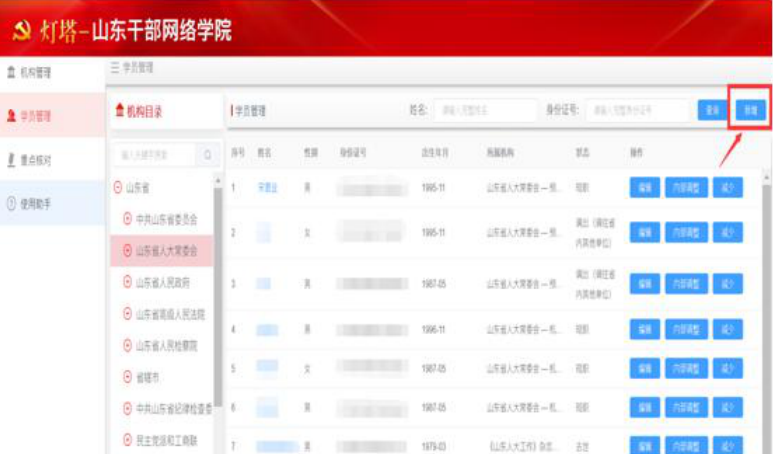 灯塔-山东干部网络学院
机构管理
学员管理
重点核对
使用助手
三 学员管理
机构目录
学员管理 姓名: 请输入完整姓名 身份证号: 请输入完整身份证号 查询 新增
输入关键字搜索
序号 姓名 性别 身份证号 出生年月 所属机构 状态 操作
山东省
中共山东省委员会
山东省人大常委会
山东省人民政府
山东省高级人民法院
山东省人民检察院
省辖市
中共山东省纪律检查委
民主党派和工商联
1 男 1995-11 山东省人大常委会 — 预... 现职 编辑 内部调整 减少
2 女 1995-11 山东省人大常委会 — 预... 调出（调往省内其他单位） 编辑 内部调整 减少
3 男 1987-05 山东省人大常委会 — 预... 调出（调往省内其他单位） 编辑 内部调整 减少
4 男 1996-11 山东省人大常委会 — 机... 现职 编辑 内部调整 减少
5 女 1987-05 山东省人大常委会 — 机... 现职 编辑 内部调整 减少
6 男 1987-05 山东省人大常委会 — 机... 现职 编辑 内部调整 减少
7 男 1979-03 《山东人大工作》杂志... 去世 编辑 内部调整 减少